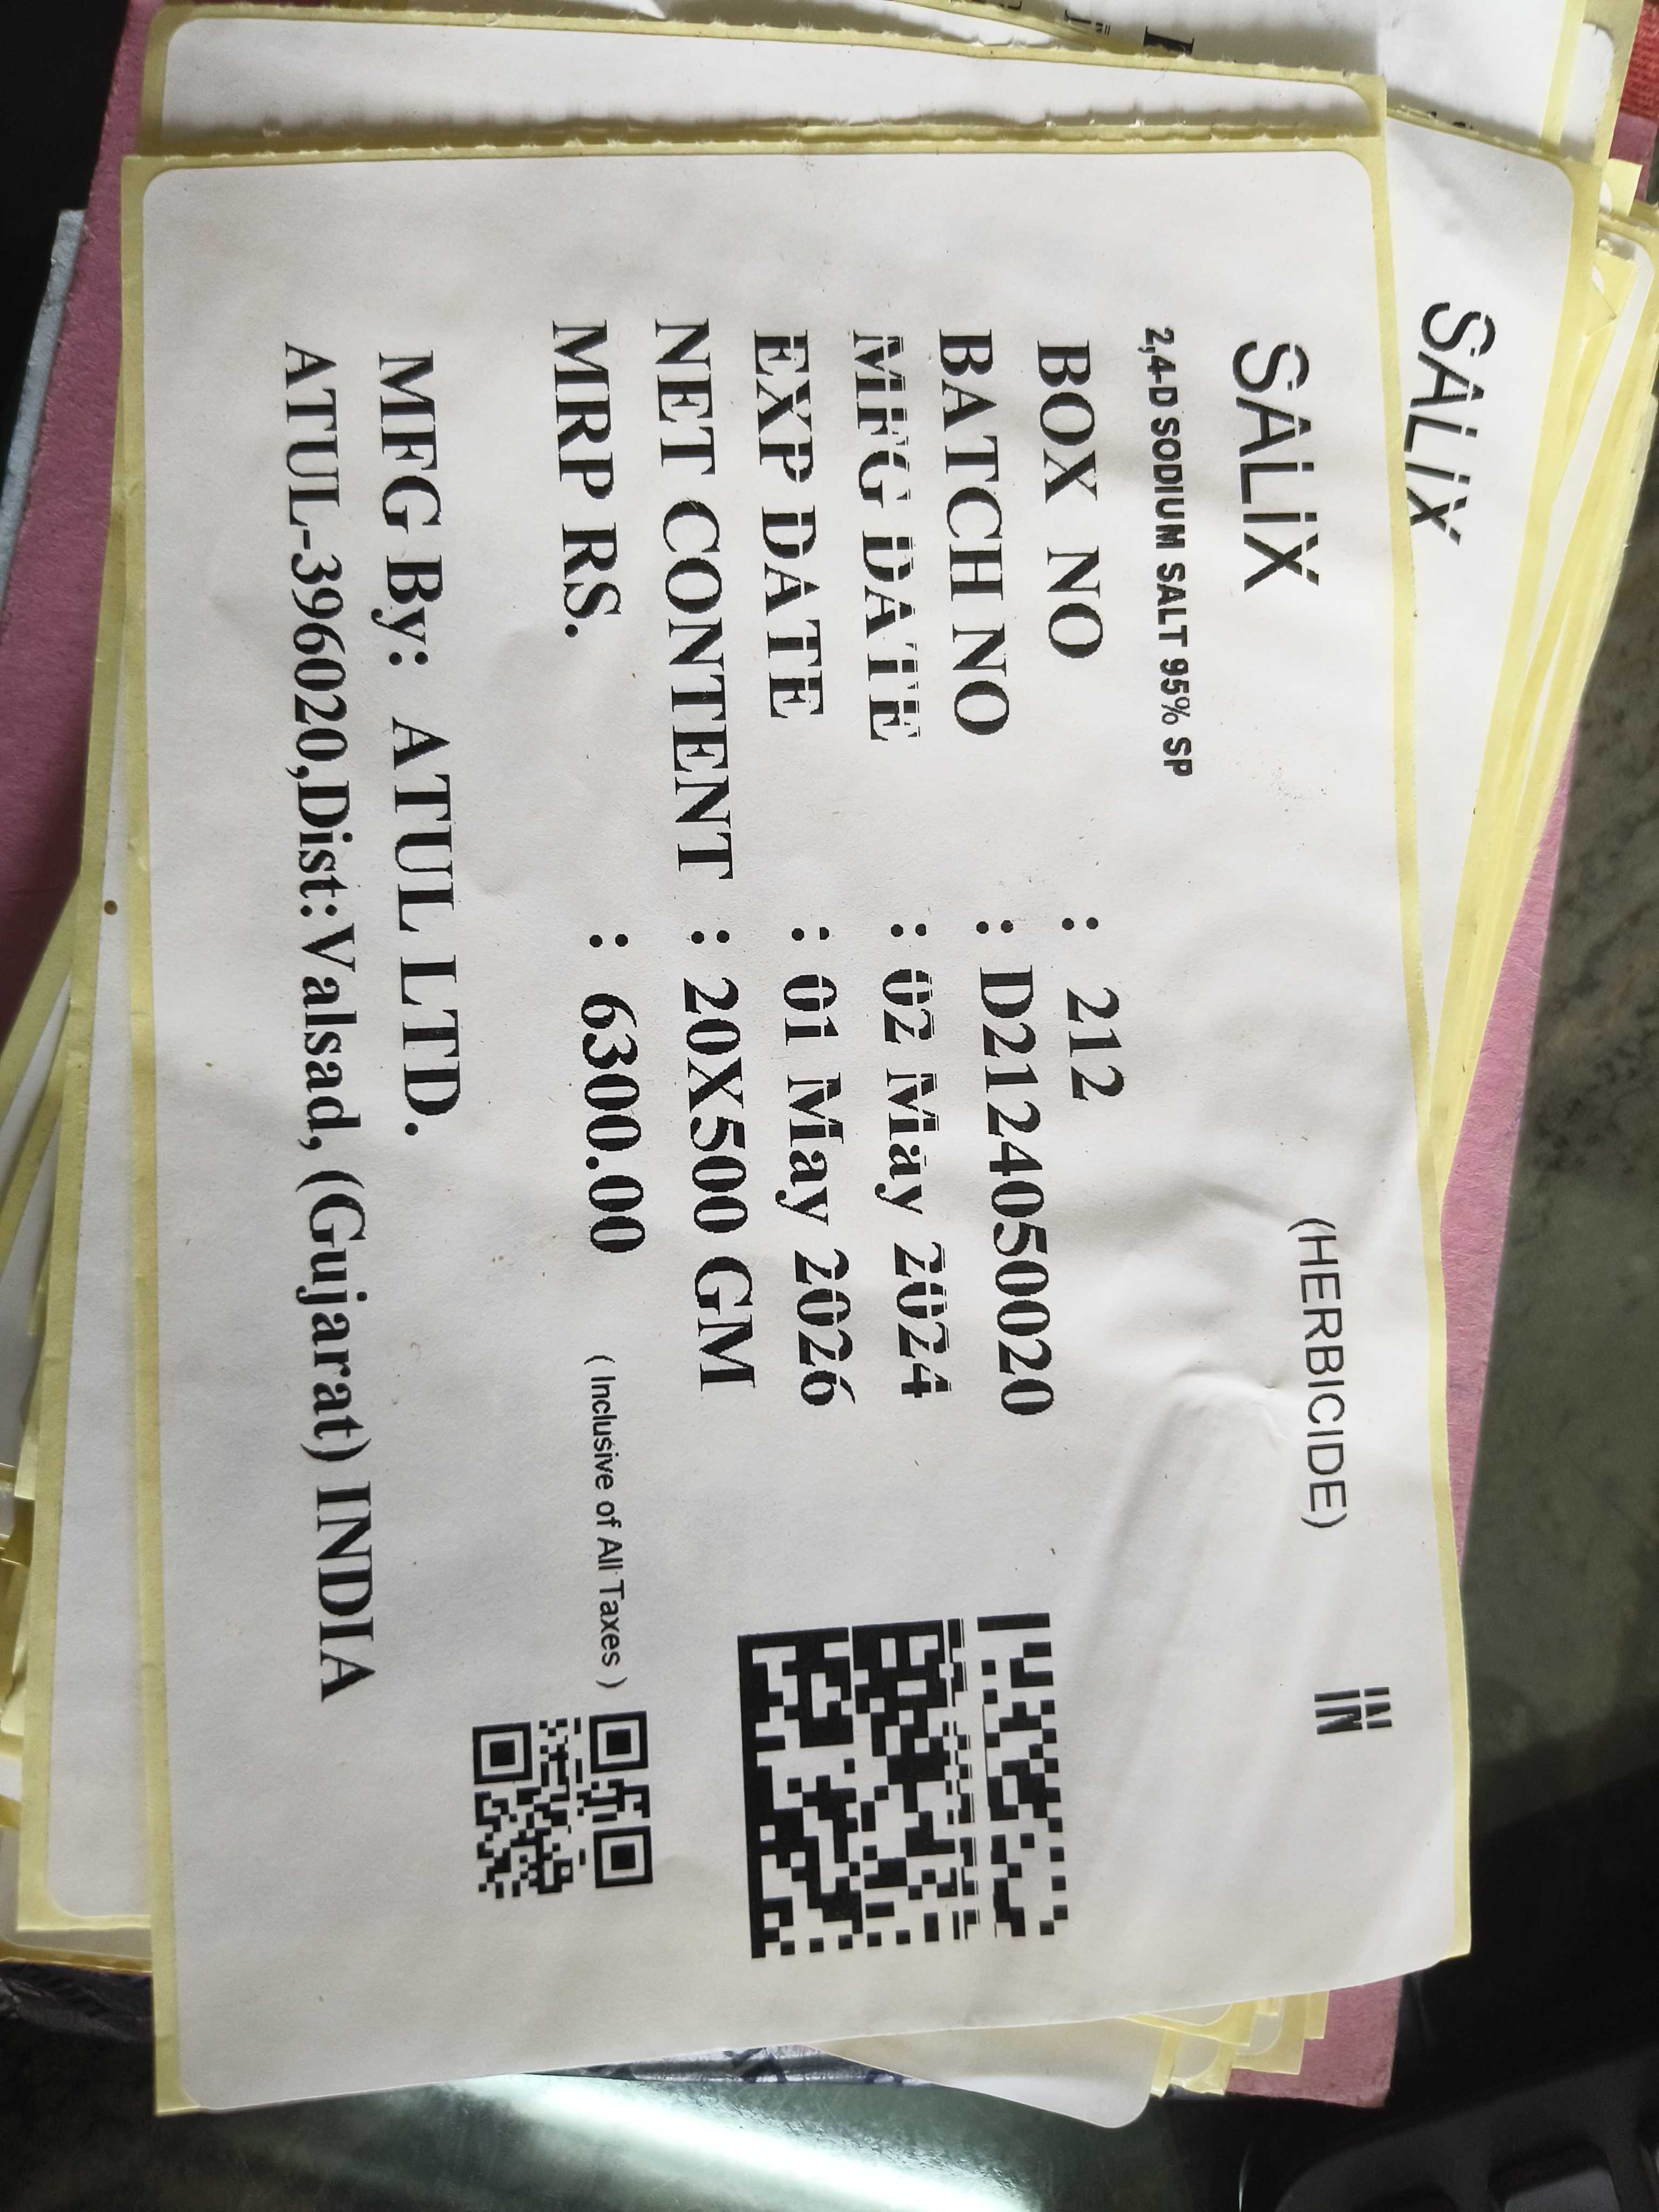 SALIX
SALIX (HERBICIDE) IN
2,4-D SODIUM SALT 95% SP
BOX NO : 212
BATCH NO : D2124050020
MFG DATE : 02 May 2024
EXP DATE : 01 May 2026
NET CONTENT : 20X500 GM
MRP RS. : 6300.00 ( Inclusive of All Taxes )
MFG By: ATUL LTD.
ATUL-396020,Dist:Valsad, (Gujarat) INDIA